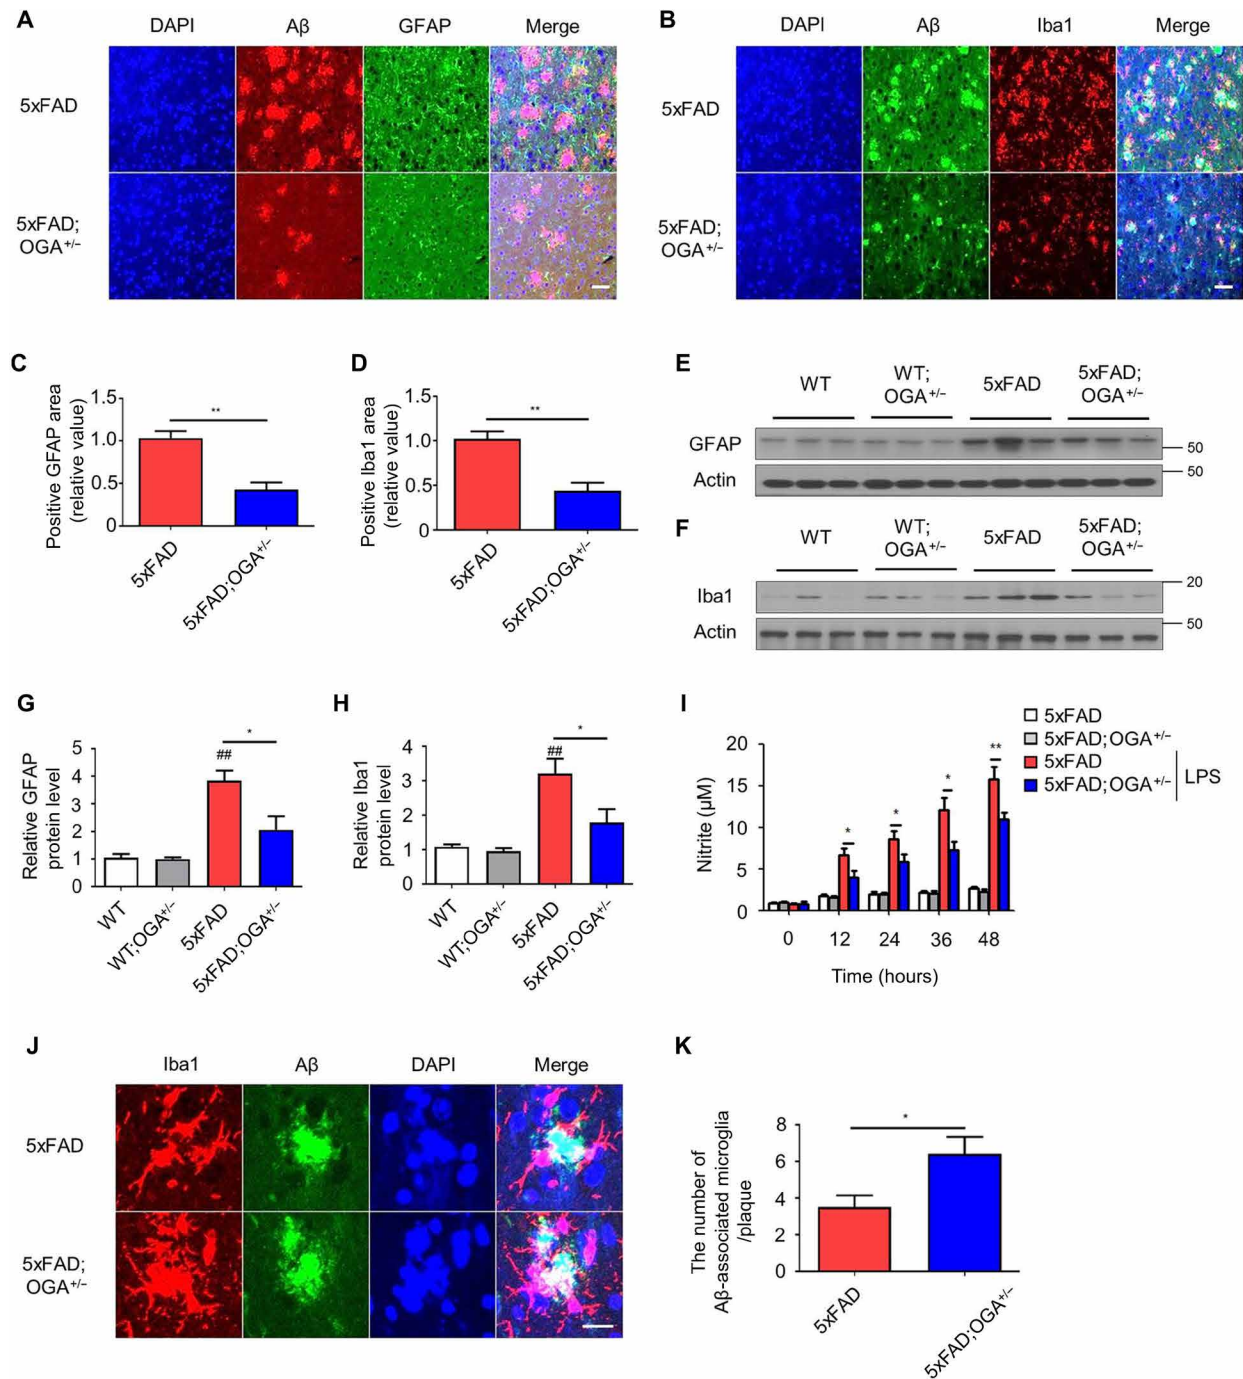 A
DAPI Aβ GFAP Merge
5xFAD
5xFAD;
OGA+/−
B
DAPI Aβ Iba1 Merge
5xFAD
5xFAD;
OGA+/−
C
Positive GFAP area
(relative value)
1.5
1.0
0.5
0
**
5xFAD
5xFAD;OGA+/−
D
Positive Iba1 area
(relative value)
1.5
1.0
0.5
0
**
5xFAD
5xFAD;OGA+/−
E
WT
WT;
OGA+/−
5xFAD
5xFAD;
OGA+/−
GFAP
50
Actin
50
F
WT
WT;
OGA+/−
5xFAD
5xFAD;
OGA+/−
Iba1
20
Actin
50
G
Relative GFAP
protein level
5
4
3
2
1
0
##
*
WT
WT;OGA+/−
5xFAD
5xFAD;OGA+/−
H
Relative Iba1
protein level
4
3
2
1
0
##
*
WT
WT;OGA+/−
5xFAD
5xFAD;OGA+/−
I
5xFAD
5xFAD;OGA+/−
5xFAD
5xFAD;OGA+/−
LPS
Nitrite (µM)
20
15
10
5
0
*
*
*
**
0 12 24 36 48
Time (hours)
J
Iba1 Aβ DAPI Merge
5xFAD
5xFAD;
OGA+/−
K
The number of
Aβ-associated microglia
/plaque
8
6
4
2
0
*
5xFAD
5xFAD;OGA+/−